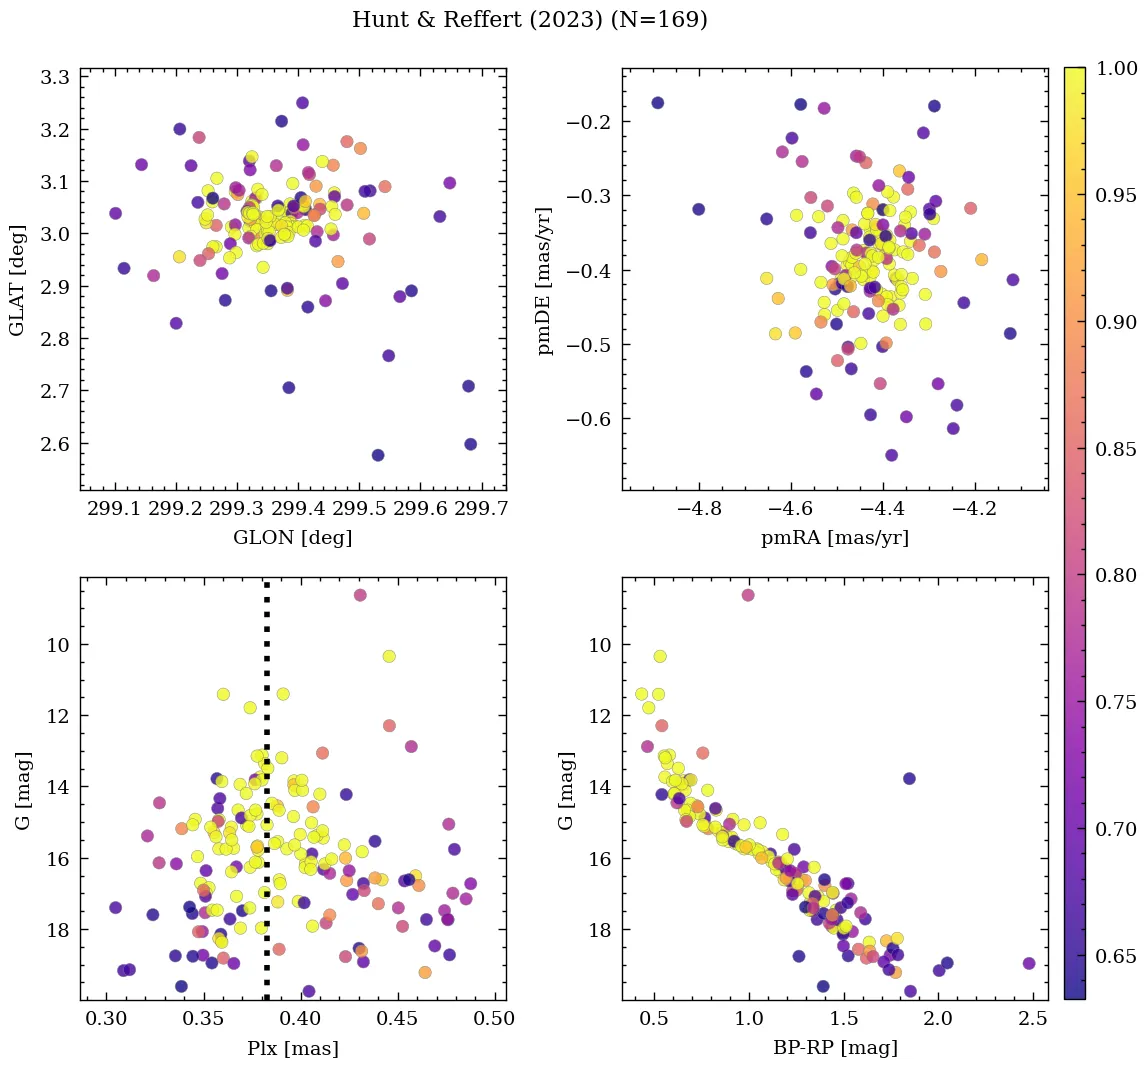 Hunt & Reffert (2023) (N=169)
3.3
3.2
3.1
3.0
2.9
2.8
2.7
2.6
GLAT [deg]
299.1 299.2 299.3 299.4 299.5 299.6 299.7
GLON [deg]
−0.2
−0.3
−0.4
−0.5
−0.6
pmDE [mas/yr]
−4.8 −4.6 −4.4 −4.2
pmRA [mas/yr]
1.00
0.95
0.90
0.85
0.80
0.75
0.70
0.65
10
12
14
16
18
G [mag]
0.30 0.35 0.40 0.45 0.50
Plx [mas]
10
12
14
16
18
G [mag]
0.5 1.0 1.5 2.0 2.5
BP-RP [mag]